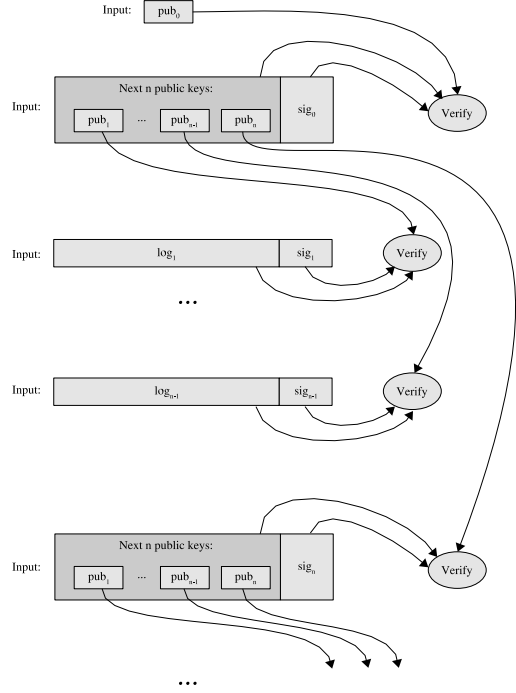 Input: pub₀
Next n public keys:
Input: sig₀ Verify
pub₁ ... pubₙ₋₁ pubₙ
Input: log₁ sig₁ Verify
...
Input: logₙ₋₁ sigₙ₋₁ Verify
Next n public keys:
Input: sigₙ Verify
pub₁ ... pubₙ₋₁ pubₙ
...